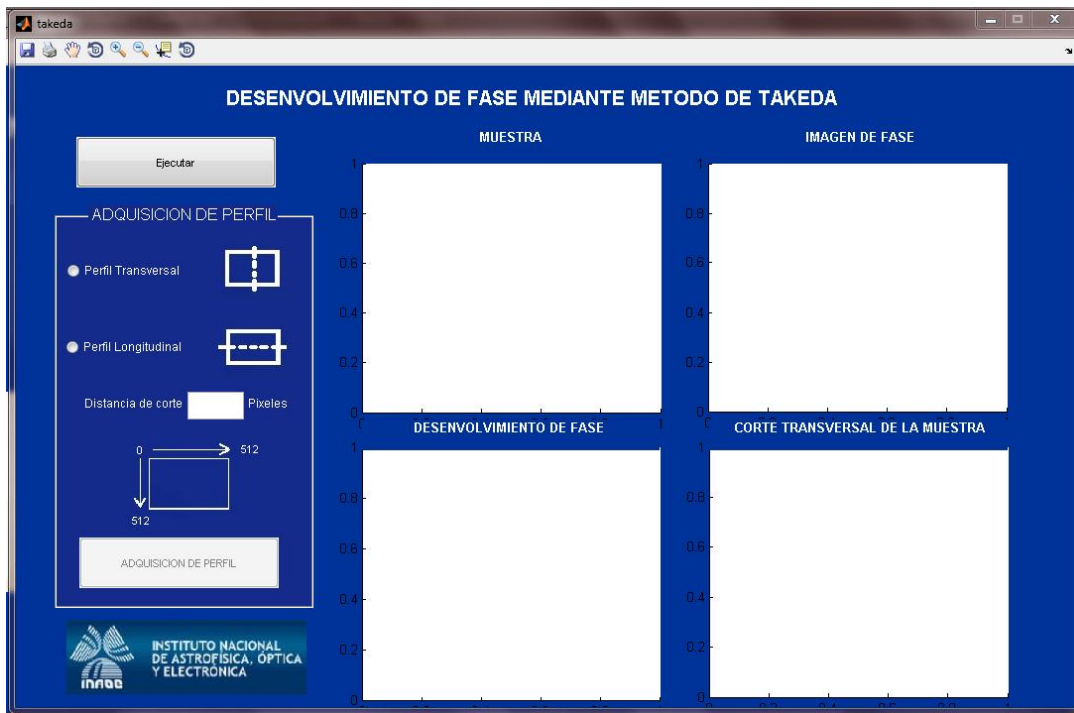 takeda
DESENVOLVIMIENTO DE FASE MEDIANTE METODO DE TAKEDA
Ejecutar
ADQUISICION DE PERFIL
Perfil Transversal
Perfil Longitudinal
Distancia de corte
Pixeles
0
512
512
ADQUISICION DE PERFIL
INSTITUTO NACIONAL
DE ASTROFÍSICA, ÓPTICA
Y ELECTRÓNICA
INAOE
MUESTRA
1
0.8
0.6
0.4
0.2
0
IMAGEN DE FASE
1
0.8
0.6
0.4
0.2
0
DESENVOLVIMIENTO DE FASE
1
0.8
0.6
0.4
0.2
0
CORTE TRANSVERSAL DE LA MUESTRA
1
0.8
0.6
0.4
0.2
0